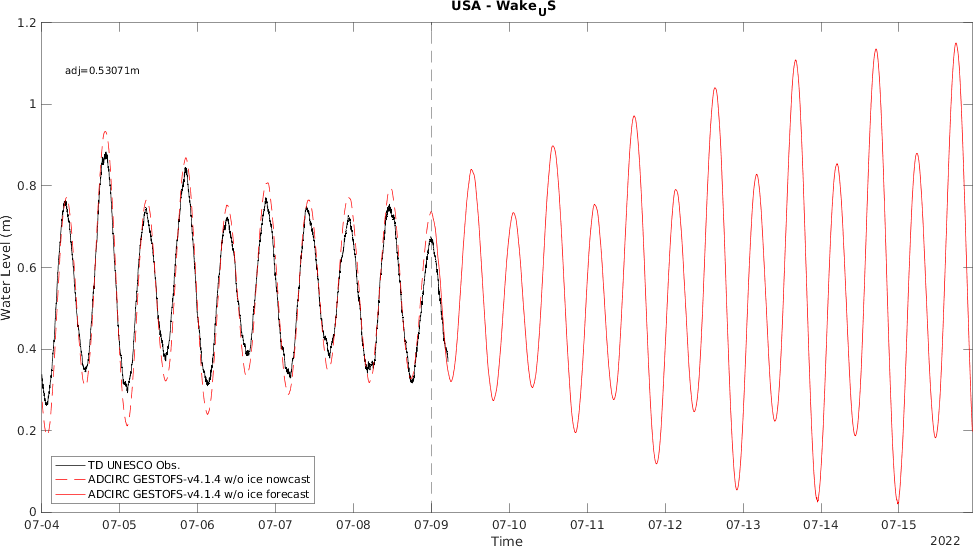 USA - Wake_US
adj=0.53071m
Water Level (m)
1.2
1
0.8
0.6
0.4
0.2
0
TD UNESCO Obs.
ADCIRC GESTOFS-v4.1.4 w/o ice nowcast
ADCIRC GESTOFS-v4.1.4 w/o ice forecast
07-04 07-05 07-06 07-07 07-08 07-09 07-10 07-11 07-12 07-13 07-14 07-15
Time
2022